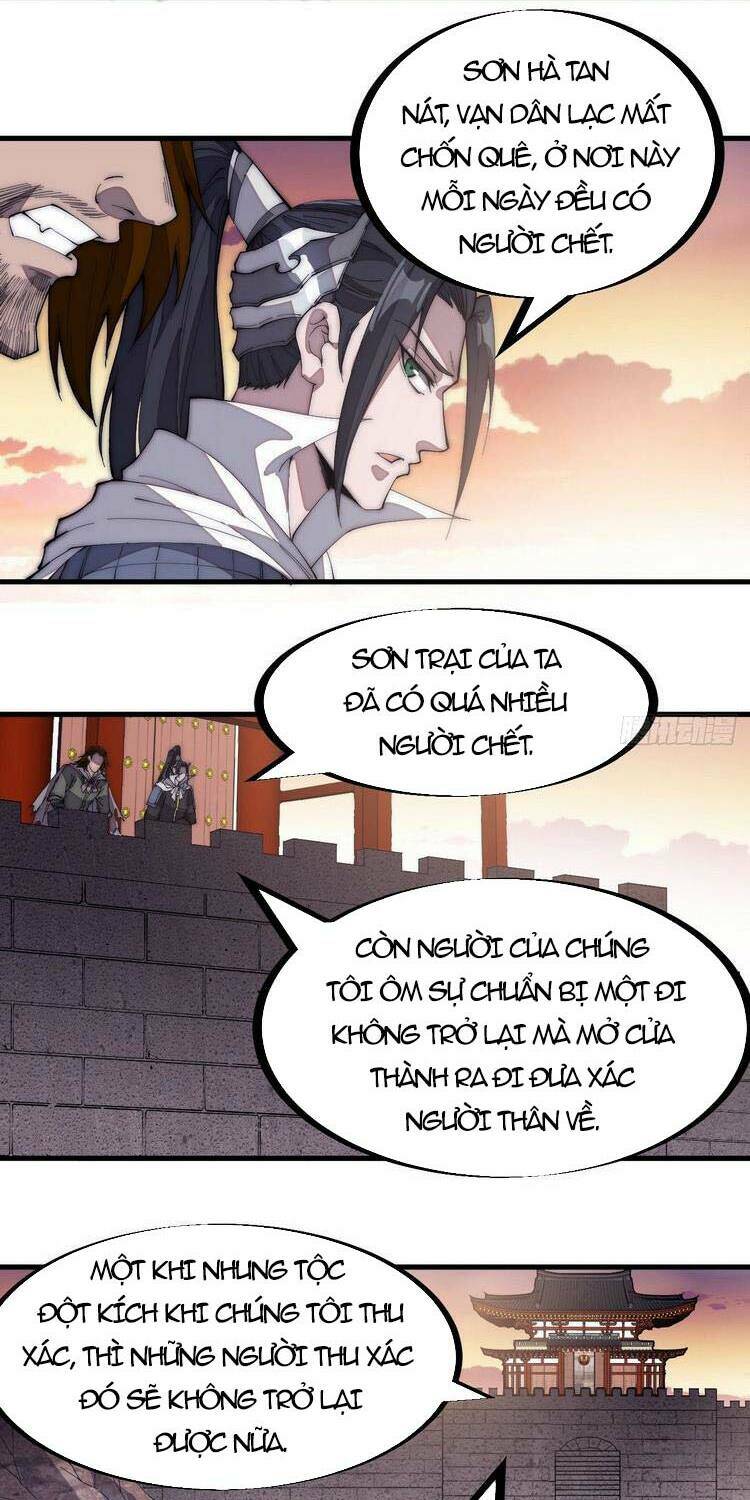 SƠN HÀ TAN
NÁT, VẠN DÂN LẠC MẤT
CHỐN QUÊ, Ở NƠI NÀY
MỖI NGÀY ĐỀU CÓ
NGƯỜI CHẾT.
SƠN TRẠI CỦA TA
ĐÃ CÓ QUÁ NHIỀU
NGƯỜI CHẾT.
腾讯动漫
CÒN NGƯỜI CỦA CHÚNG
TÔI ÔM SỰ CHUẨN BỊ MỘT ĐI
KHÔNG TRỞ LẠI MÀ MỞ CỬA
THÀNH RA ĐI ĐƯA XÁC
NGƯỜI THÂN VỀ.
MỘT KHI NHUNG TỘC
ĐỘT KÍCH KHI CHÚNG TÔI THU
XÁC, THÌ NHỮNG NGƯỜI THU XÁC
ĐÓ SẼ KHÔNG TRỞ LẠI
ĐƯỢC NỮA.